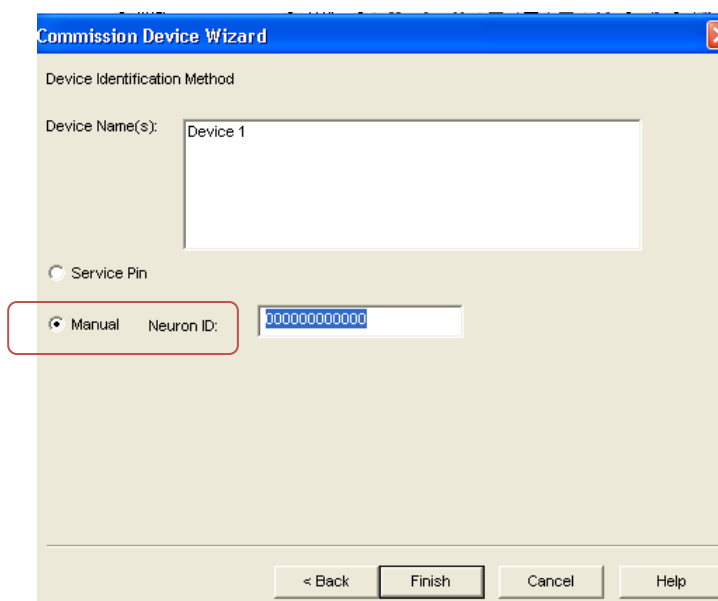 Commission Device Wizard
Device Identification Method
Device Name(s):
Device 1
Service Pin
Manual Neuron ID: 000000000000
< Back Finish Cancel Help